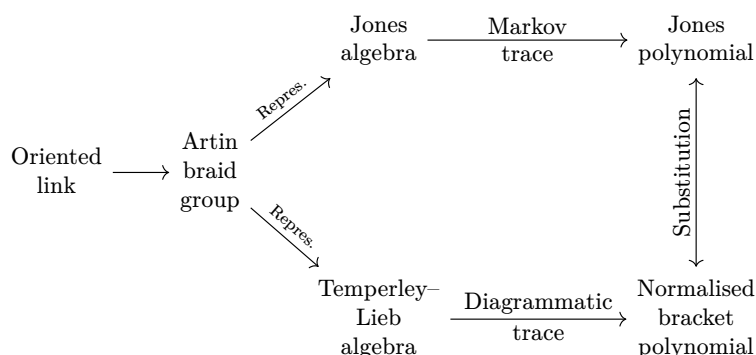 Oriented
link
Artin
braid
group
Repres.
Repres.
Jones
algebra
Markov
trace
Jones
polynomial
Substitution
Temperley–
Lieb
algebra
Diagrammatic
trace
Normalised
bracket
polynomial